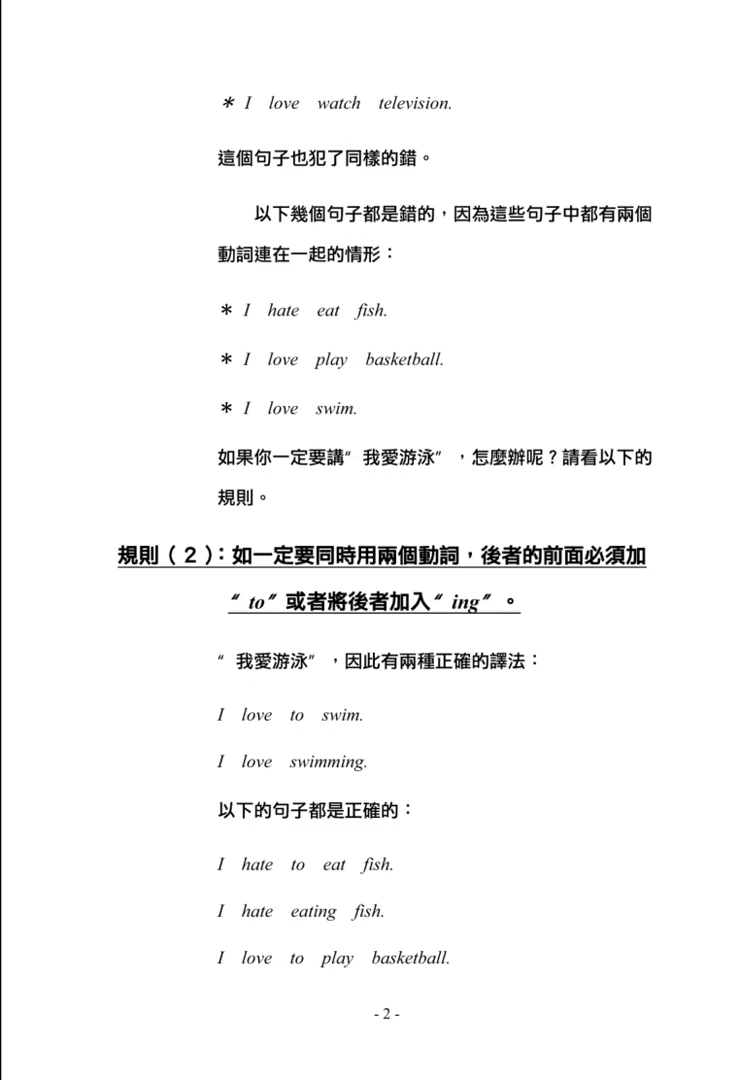 ＊ I love watch television.
這個句子也犯了同樣的錯。
以下幾個句子都是錯的，因為這些句子中都有兩個
動詞連在一起的情形：
＊ I hate eat fish.
＊ I love play basketball.
＊ I love swim.
如果你一定要講〝我愛游泳〞，怎麼辦呢？請看以下的
規則。
規則（２）：如一定要同時用兩個動詞，後者的前面必須加
〝to〞或者將後者加入〝ing〞。
〝我愛游泳〞，因此有兩種正確的譯法：
I love to swim.
I love swimming.
以下的句子都是正確的：
I hate to eat fish.
I hate eating fish.
I love to play basketball.
- 2 -